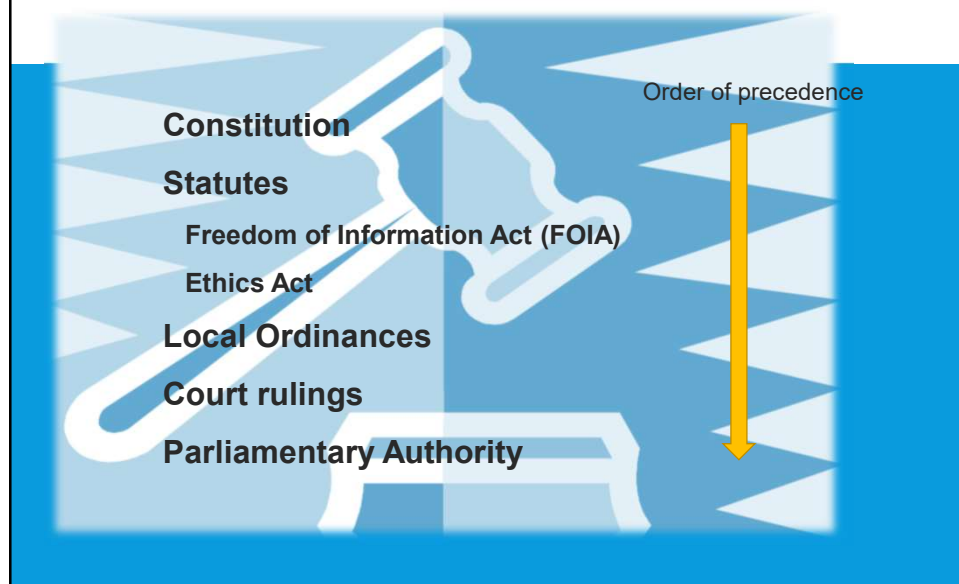 Order of precedence
Constitution
Statutes
Freedom of Information Act (FOIA)
Ethics Act
Local Ordinances
Court rulings
Parliamentary Authority